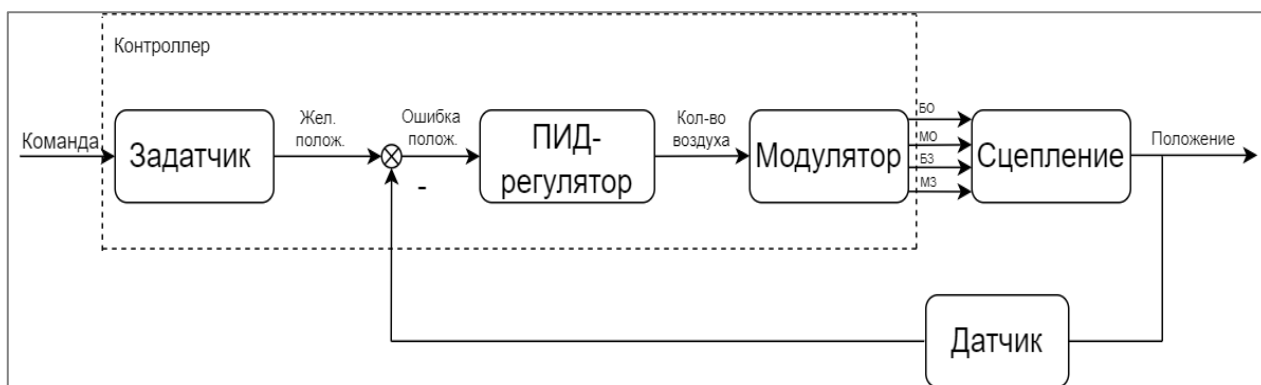 Контроллер
Команда
Задатчик
Жел.
полож.
Ошибка
полож.
-
ПИД-
регулятор
Кол-во
воздуха
Модулятор
БО
МО
БЗ
МЗ
Сцепление
Положение
Датчик